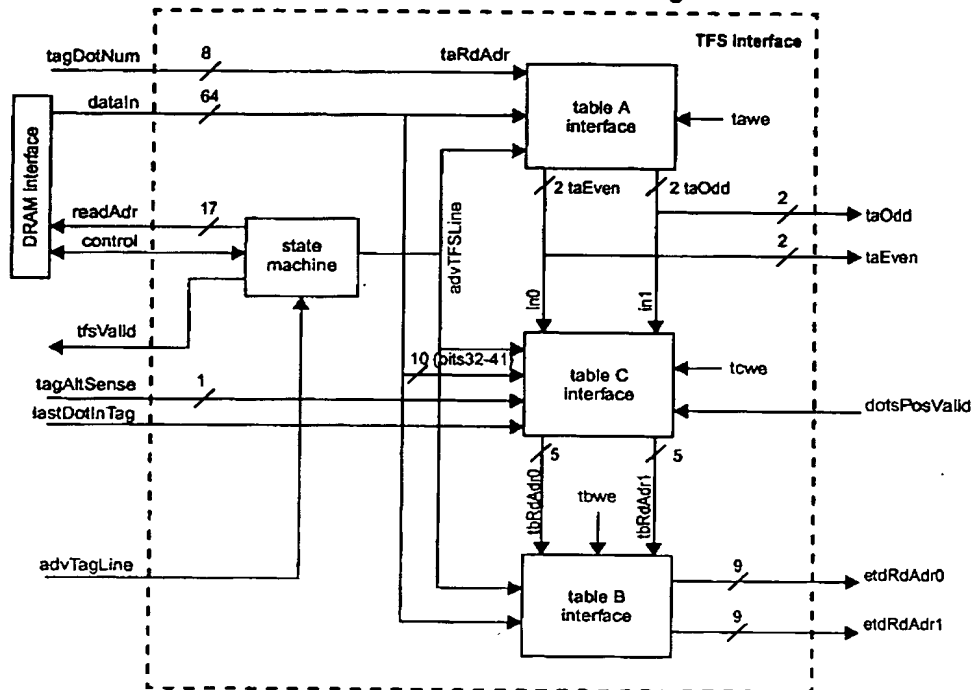 TFS Interface
tagDotNum
8
taRdAdr
dataIn
64
table A
interface
tawe
DRAM Interface
2 taEven
2 taOdd
2
taOdd
readAdr
17
control
state
machine
2
taEven
advTFSLine
in0
in1
tfsValid
10 (bits32-41)
table C
interface
tcwe
tagAltSense
1
lastDotInTag
dotsPosValid
5
5
tbRdAdr0
tbwe
tbRdAdr1
advTagLine
table B
interface
9
etdRdAdr0
9
etdRdAdr1